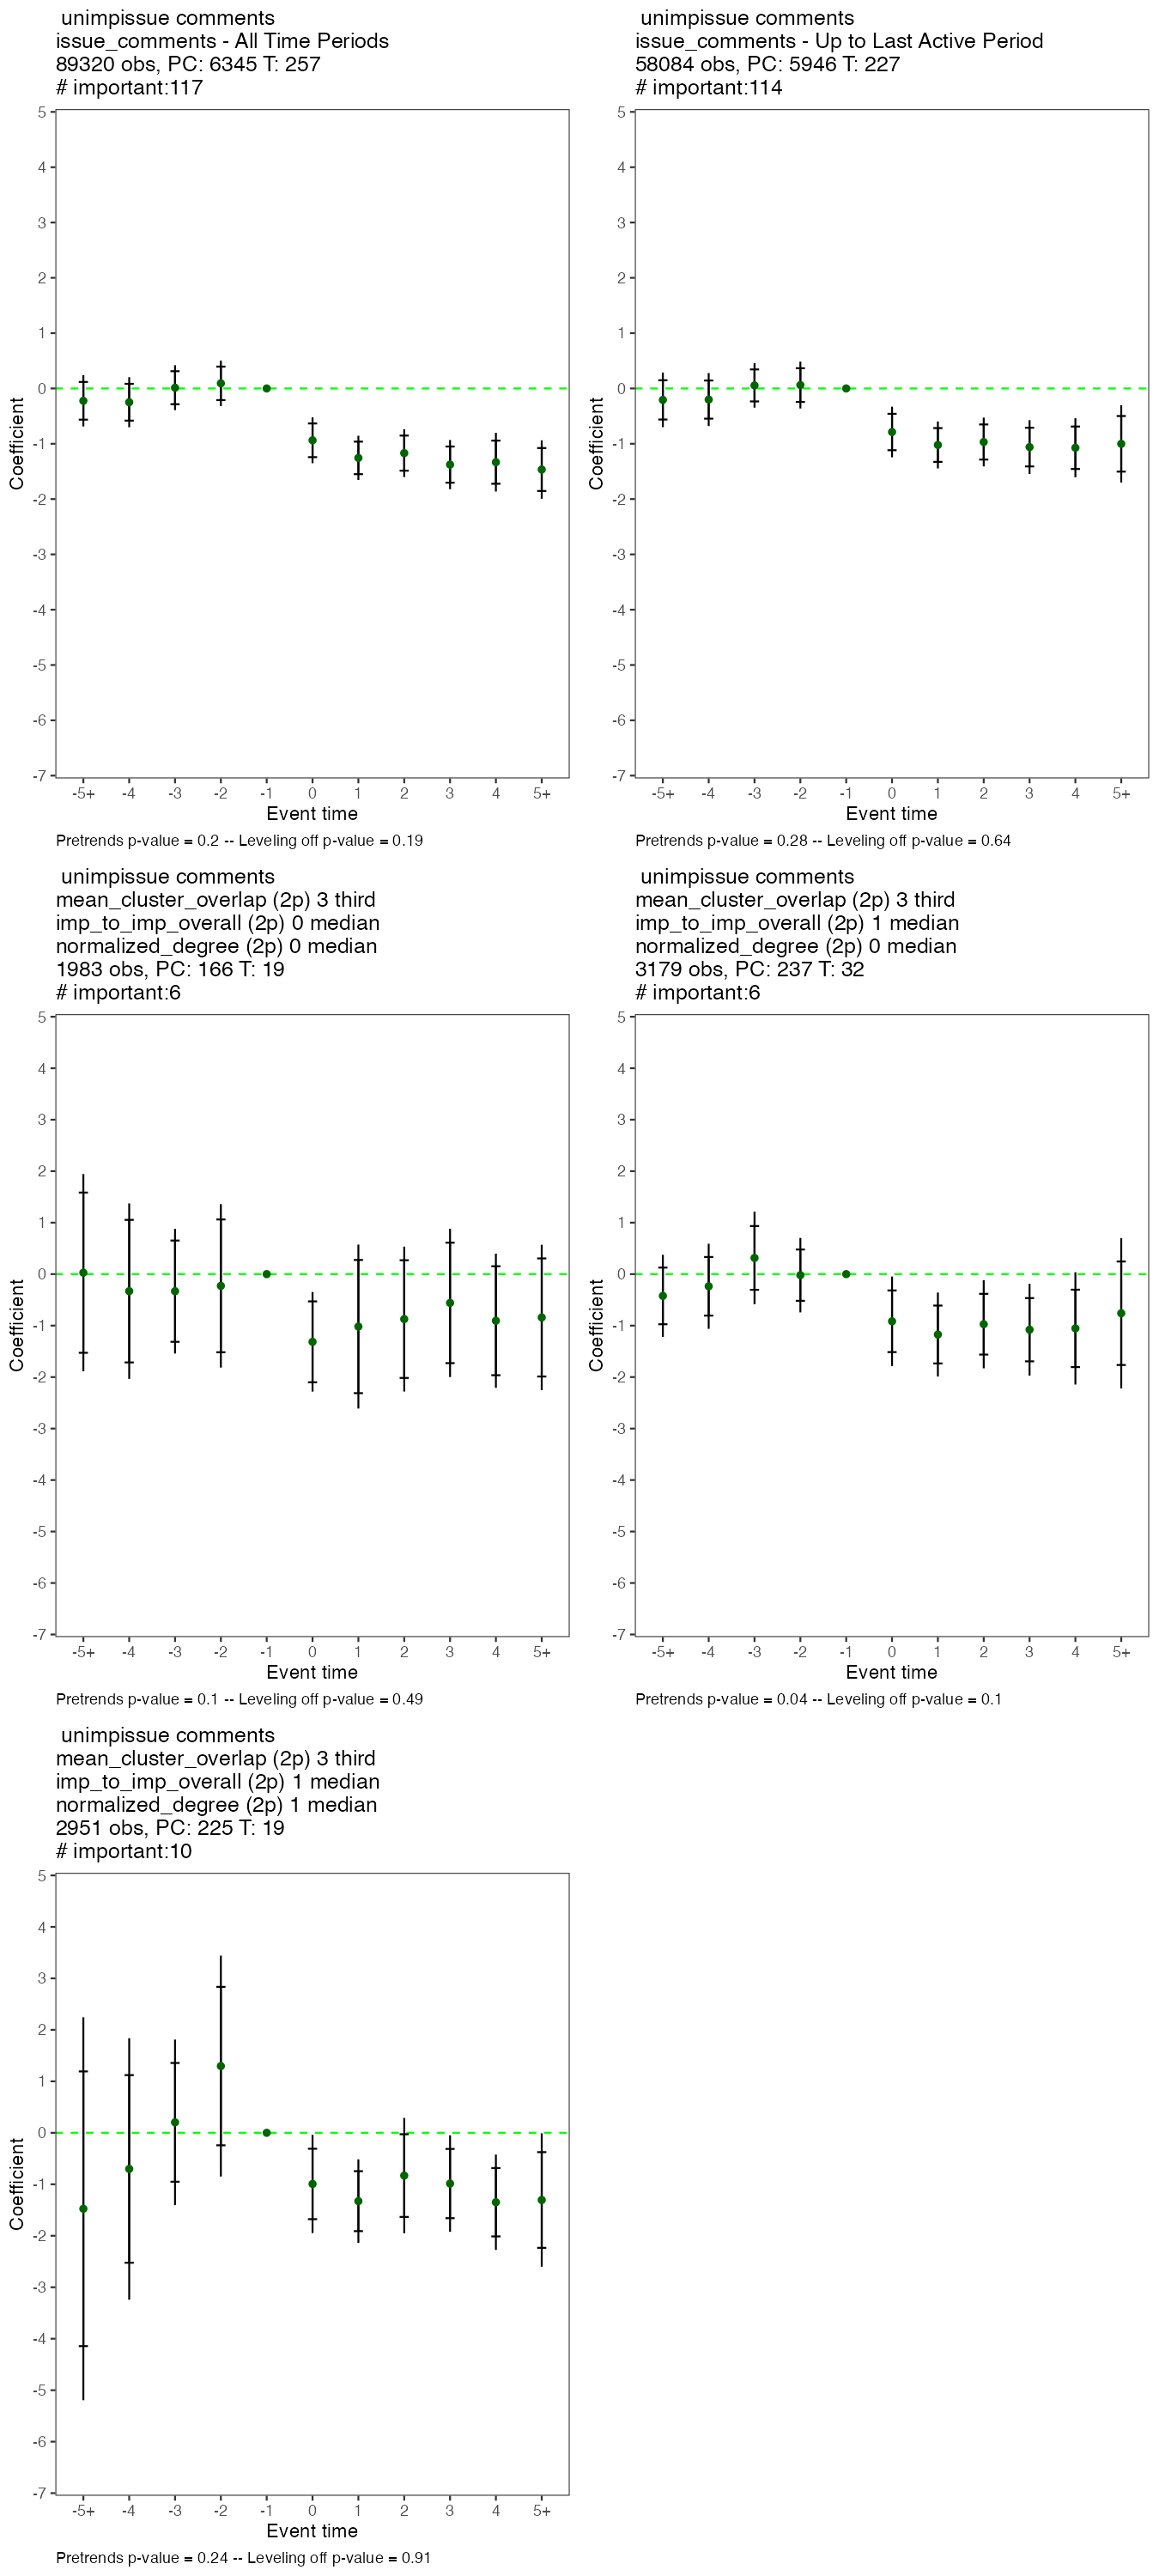 unimpissue comments
issue_comments - All Time Periods
89320 obs, PC: 6345 T: 257
# important:117
5
4
3
2
1
0
-1
-2
-3
-4
-5
-6
-7
Coefficient
-5+ -4 -3 -2 -1 0 1 2 3 4 5+
Event time
Pretrends p-value = 0.2 -- Leveling off p-value = 0.19
unimpissue comments
issue_comments - Up to Last Active Period
58084 obs, PC: 5946 T: 227
# important:114
5
4
3
2
1
0
-1
-2
-3
-4
-5
-6
-7
Coefficient
-5+ -4 -3 -2 -1 0 1 2 3 4 5+
Event time
Pretrends p-value = 0.28 -- Leveling off p-value = 0.64
unimpissue comments
mean_cluster_overlap (2p) 3 third
imp_to_imp_overall (2p) 0 median
normalized_degree (2p) 0 median
1983 obs, PC: 166 T: 19
# important:6
5
4
3
2
1
0
-1
-2
-3
-4
-5
-6
-7
Coefficient
-5+ -4 -3 -2 -1 0 1 2 3 4 5+
Event time
Pretrends p-value = 0.1 -- Leveling off p-value = 0.49
unimpissue comments
mean_cluster_overlap (2p) 3 third
imp_to_imp_overall (2p) 1 median
normalized_degree (2p) 0 median
3179 obs, PC: 237 T: 32
# important:6
5
4
3
2
1
0
-1
-2
-3
-4
-5
-6
-7
Coefficient
-5+ -4 -3 -2 -1 0 1 2 3 4 5+
Event time
Pretrends p-value = 0.04 -- Leveling off p-value = 0.1
unimpissue comments
mean_cluster_overlap (2p) 3 third
imp_to_imp_overall (2p) 1 median
normalized_degree (2p) 1 median
2951 obs, PC: 225 T: 19
# important:10
5
4
3
2
1
0
-1
-2
-3
-4
-5
-6
-7
Coefficient
-5+ -4 -3 -2 -1 0 1 2 3 4 5+
Event time
Pretrends p-value = 0.24 -- Leveling off p-value = 0.91